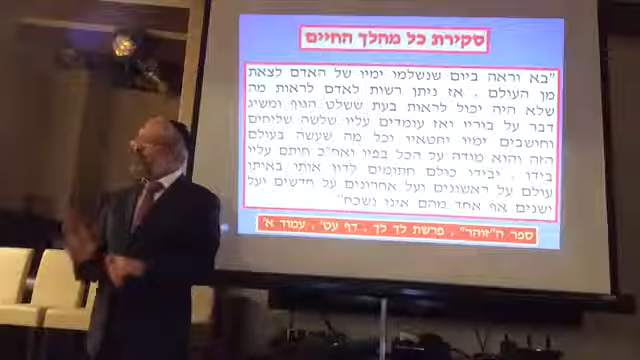 סקירת כל מהלך החיים
"בא וראה ביום שנשלמו ימיו של האדם לצאת
מן העולם . אז ניתן רשות לאדם לראות מה
שלא היה יכול לראות בעת ששלט הגוף ומשיג
דבר על בוריו ואז עומדים עליו שלשה שליחים
וחושבים ימיו וחטאיו וכל מה שעשה בעולם
הזה והוא מודה על הכל בפיו ואח"כ חותם עליו
בידו . יבידו כולם חתומים לדון אותי באיתו
עולם על ראשונים ועל אחרונים על חדשים ועל
ישנים אף אחד מהם אינו נשכח"
ספר ה"זוהר" , פרשת לך לך , דף עט' , עמוד א'